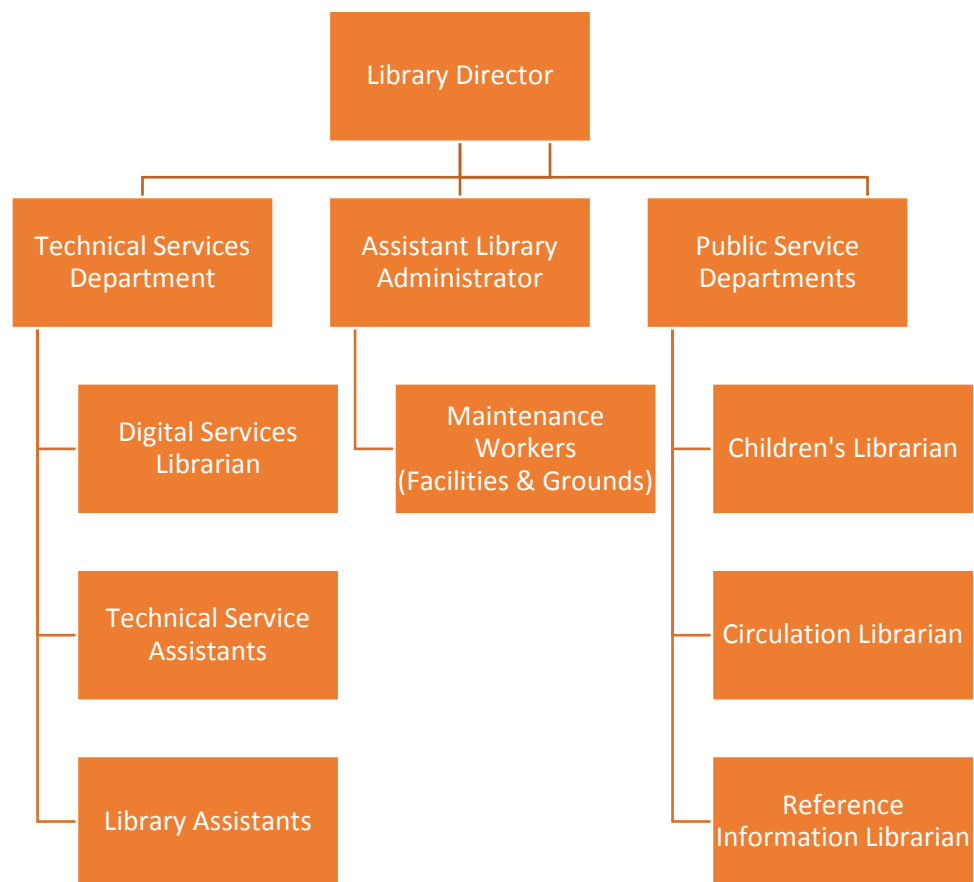 Library Director
Technical Services
Department
Assistant Library
Administrator
Public Service
Departments
Digital Services
Librarian
Maintenance
Workers
(Facilities & Grounds)
Children's Librarian
Technical Service
Assistants
Circulation Librarian
Library Assistants
Reference
Information Librarian